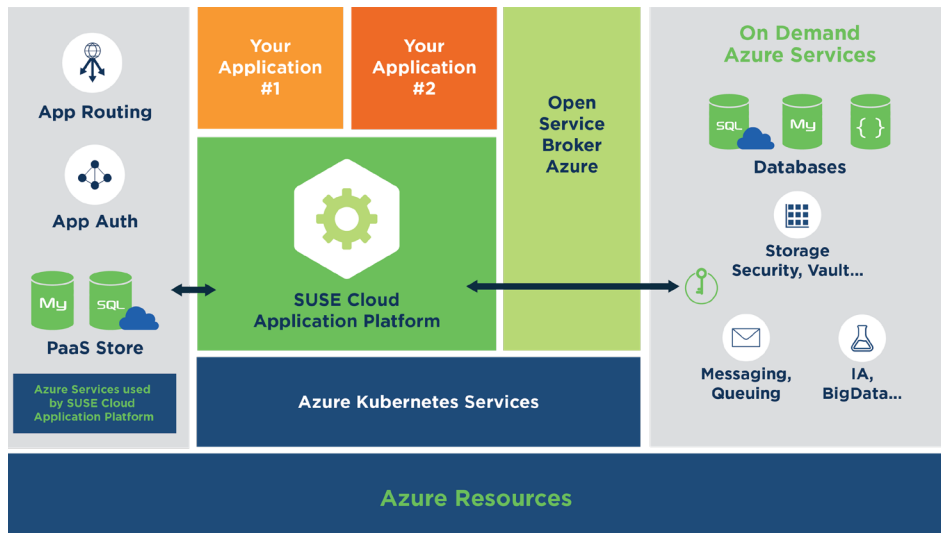 App Routing
App Auth
My
SQL
PaaS Store
Azure Services used
by SUSE Cloud
Application Platform
Your
Application
#1
Your
Application
#2
SUSE Cloud
Application Platform
Open
Service
Broker
Azure
Azure Kubernetes Services
On Demand
Azure Services
SQL
My
{ }
Databases
Storage
Security, Vault...
Messaging,
Queuing
IA,
BigData...
Azure Resources